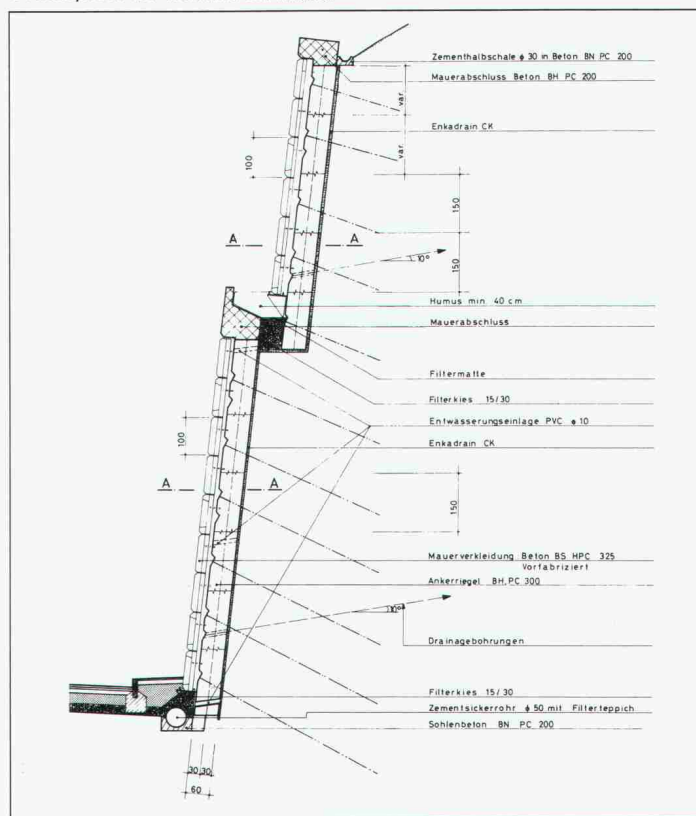 Zementhalbschale ϕ 30 in Beton BN PC 200
Mauerabschluss Beton BH PC 200
var.
Enkadrain CK
var.
100
150
A A
150
10°
Humus min. 40 cm
Mauerabschluss
Filtermatte
Filterkies 15/30
Entwässerungseinlage PVC ϕ 10
100
Enkadrain CK
A A
150
Mauerverkleidung Beton BS HPC 325
Vorfabriziert
Ankerriegel BH, PC 300
10°
Drainagebohrungen
Filterkies 15/30
Zementsickerrohr ϕ 50 mit Filterteppich
Sohlenbeton BN PC 200
30 30
60